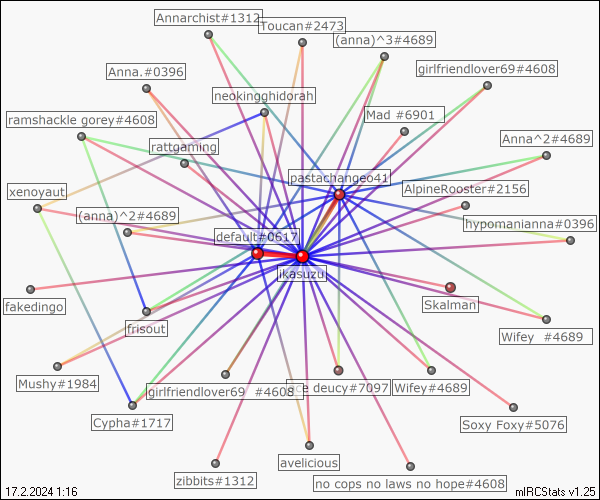 Annarchist#1312
Toucan#2473
(anna)^3#4689
Anna.#0396
girlfriendlover69#4608
neokingghidorah
ramshackle gorey#4608
Mad #6901
rattgaming
Anna^2#4689
pastachangeo41
xenoyaut
AlpineRooster#2156
(anna)^2#4689
hypomanianna#0396
default#0617
ikasuzu
fakedingo
Skalman
frisout
Wifey #4689
Mushy#1984
girlfriendlover69 #4608
deucy#7097
Wifey#4689
Cypha#1717
Soxy Foxy#5076
avelicious
zibbits#1312
no cops no laws no hope#4608
17.2.2024 1:16
mIRCStats v1.25